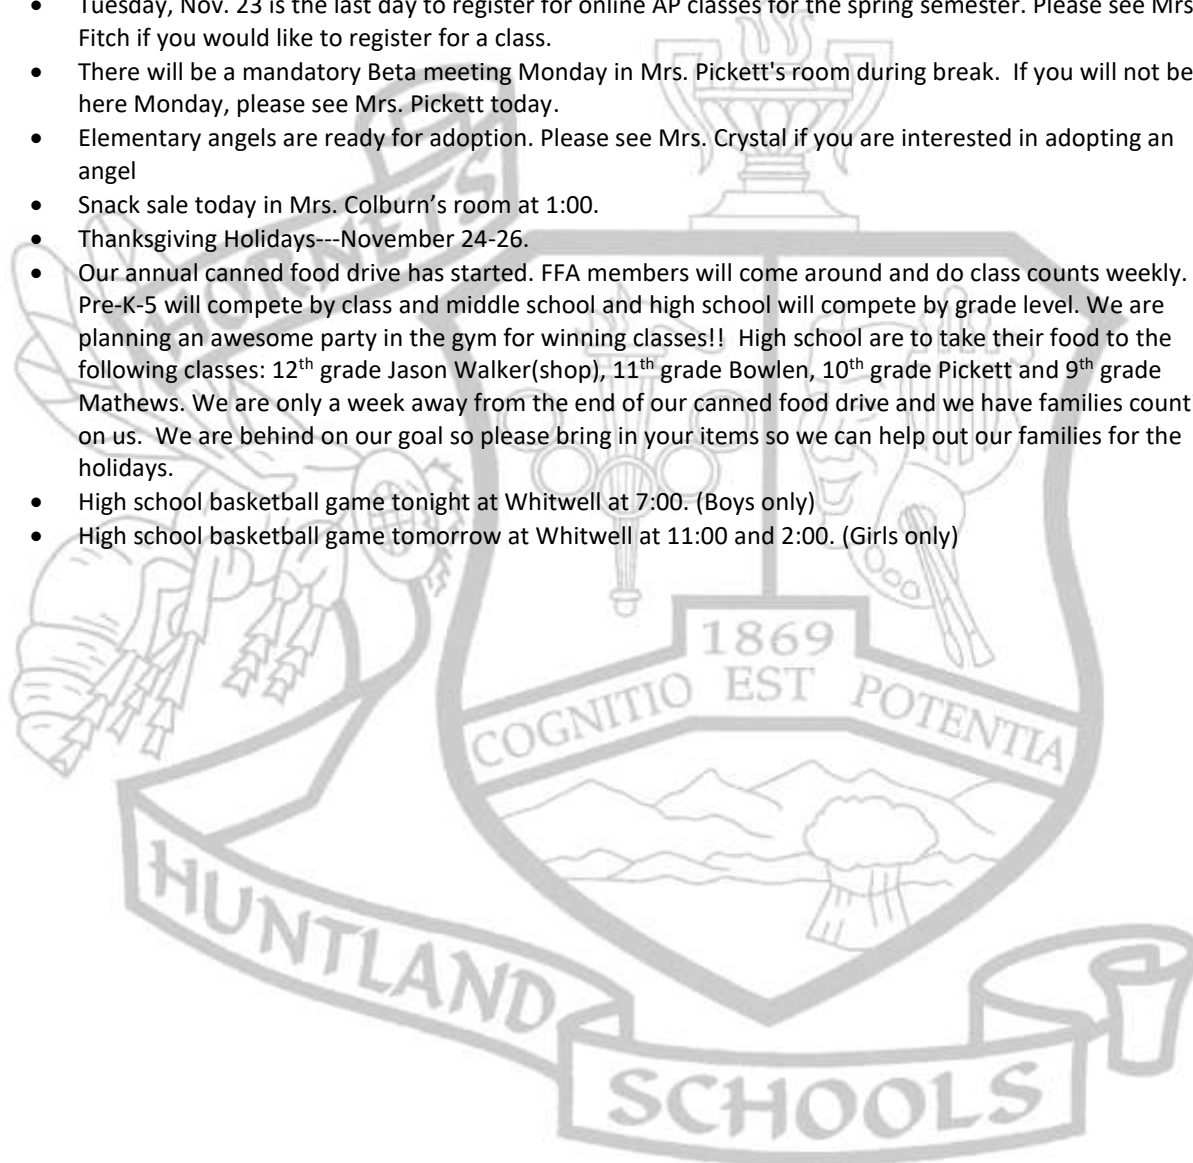 • Tuesday, Nov. 23 is the last day to register for online AP classes for the spring semester. Please see Mrs
Fitch if you would like to register for a class.
• There will be a mandatory Beta meeting Monday in Mrs. Pickett's room during break.  If you will not be
here Monday, please see Mrs. Pickett today.
• Elementary angels are ready for adoption. Please see Mrs. Crystal if you are interested in adopting an
angel
• Snack sale today in Mrs. Colburn’s room at 1:00.
• Thanksgiving Holidays---November 24-26.
• Our annual canned food drive has started. FFA members will come around and do class counts weekly.
Pre-K-5 will compete by class and middle school and high school will compete by grade level. We are
planning an awesome party in the gym for winning classes!!  High school are to take their food to the
following classes: 12th grade Jason Walker(shop), 11th grade Bowlen, 10th grade Pickett and 9th grade
Mathews. We are only a week away from the end of our canned food drive and we have families count
on us.  We are behind on our goal so please bring in your items so we can help out our families for the
holidays.
• High school basketball game tonight at Whitwell at 7:00. (Boys only)
• High school basketball game tomorrow at Whitwell at 11:00 and 2:00. (Girls only)
HORNETS
1869
COGNITIO EST POTENTIA
HUNTLAND
SCHOOLS